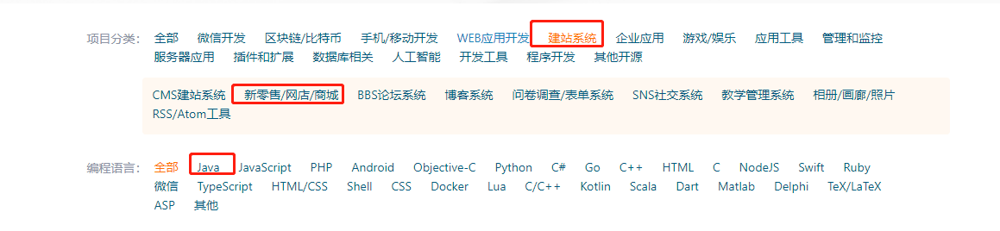 项目分类： 全部 微信开发 区块链/比特币 手机/移动开发 WEB应用开发 建站系统 企业应用 游戏/娱乐 应用工具 管理和监控
服务器应用 插件和扩展 数据库相关 人工智能 开发工具 程序开发 其他开源
CMS建站系统 新零售/网店/商城 BBS论坛系统 博客系统 问卷调查/表单系统 SNS社交系统 教学管理系统 相册/画廊/照片
RSS/Atom工具
编程语言： 全部 Java JavaScript PHP Android Objective-C Python C# Go C++ HTML C NodeJS Swift Ruby
微信 TypeScript HTML/CSS Shell CSS Docker Lua C/C++ Kotlin Scala Dart Matlab Delphi TeX/LaTeX
ASP 其他